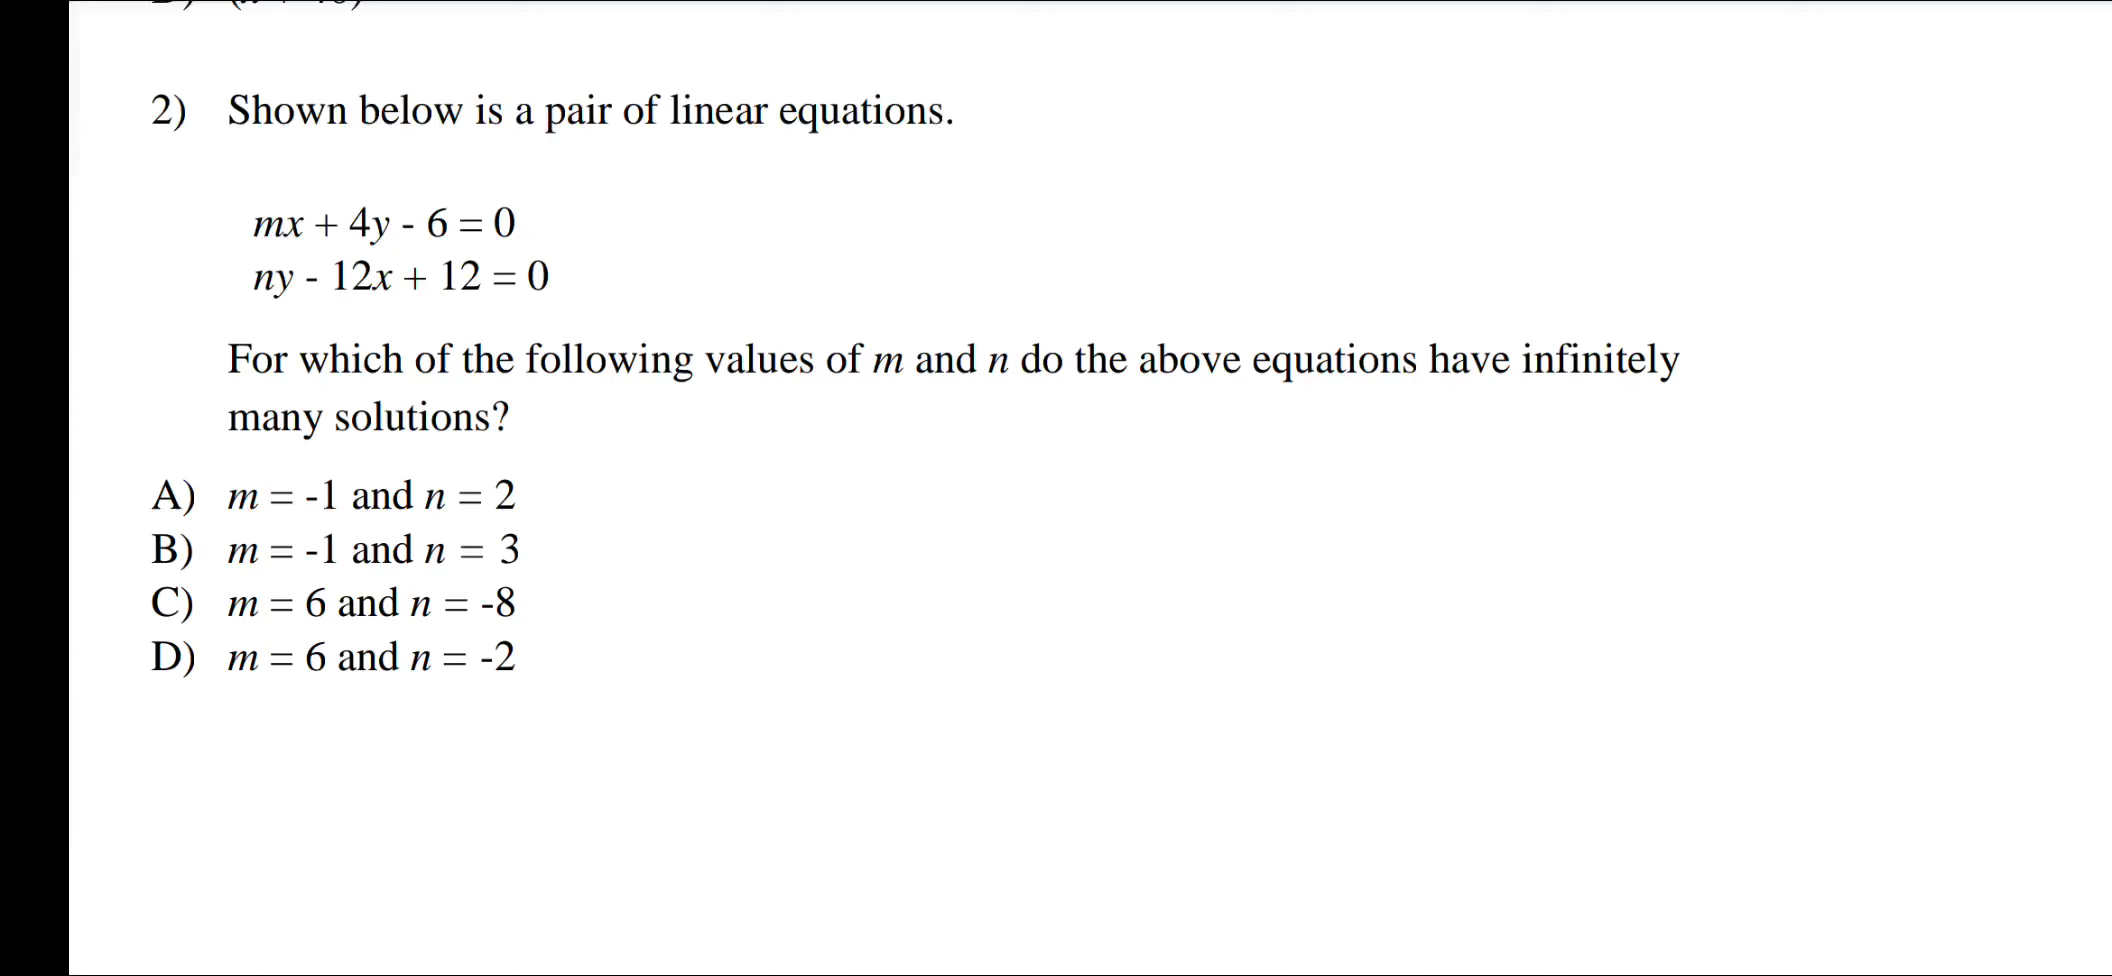 2) Shown below is a pair of linear equations.
mx + 4y - 6 = 0
ny - 12x + 12 = 0
For which of the following values of m and n do the above equations have infinitely
many solutions?
A) m = -1 and n = 2
B) m = -1 and n = 3
C) m = 6 and n = -8
D) m = 6 and n = -2